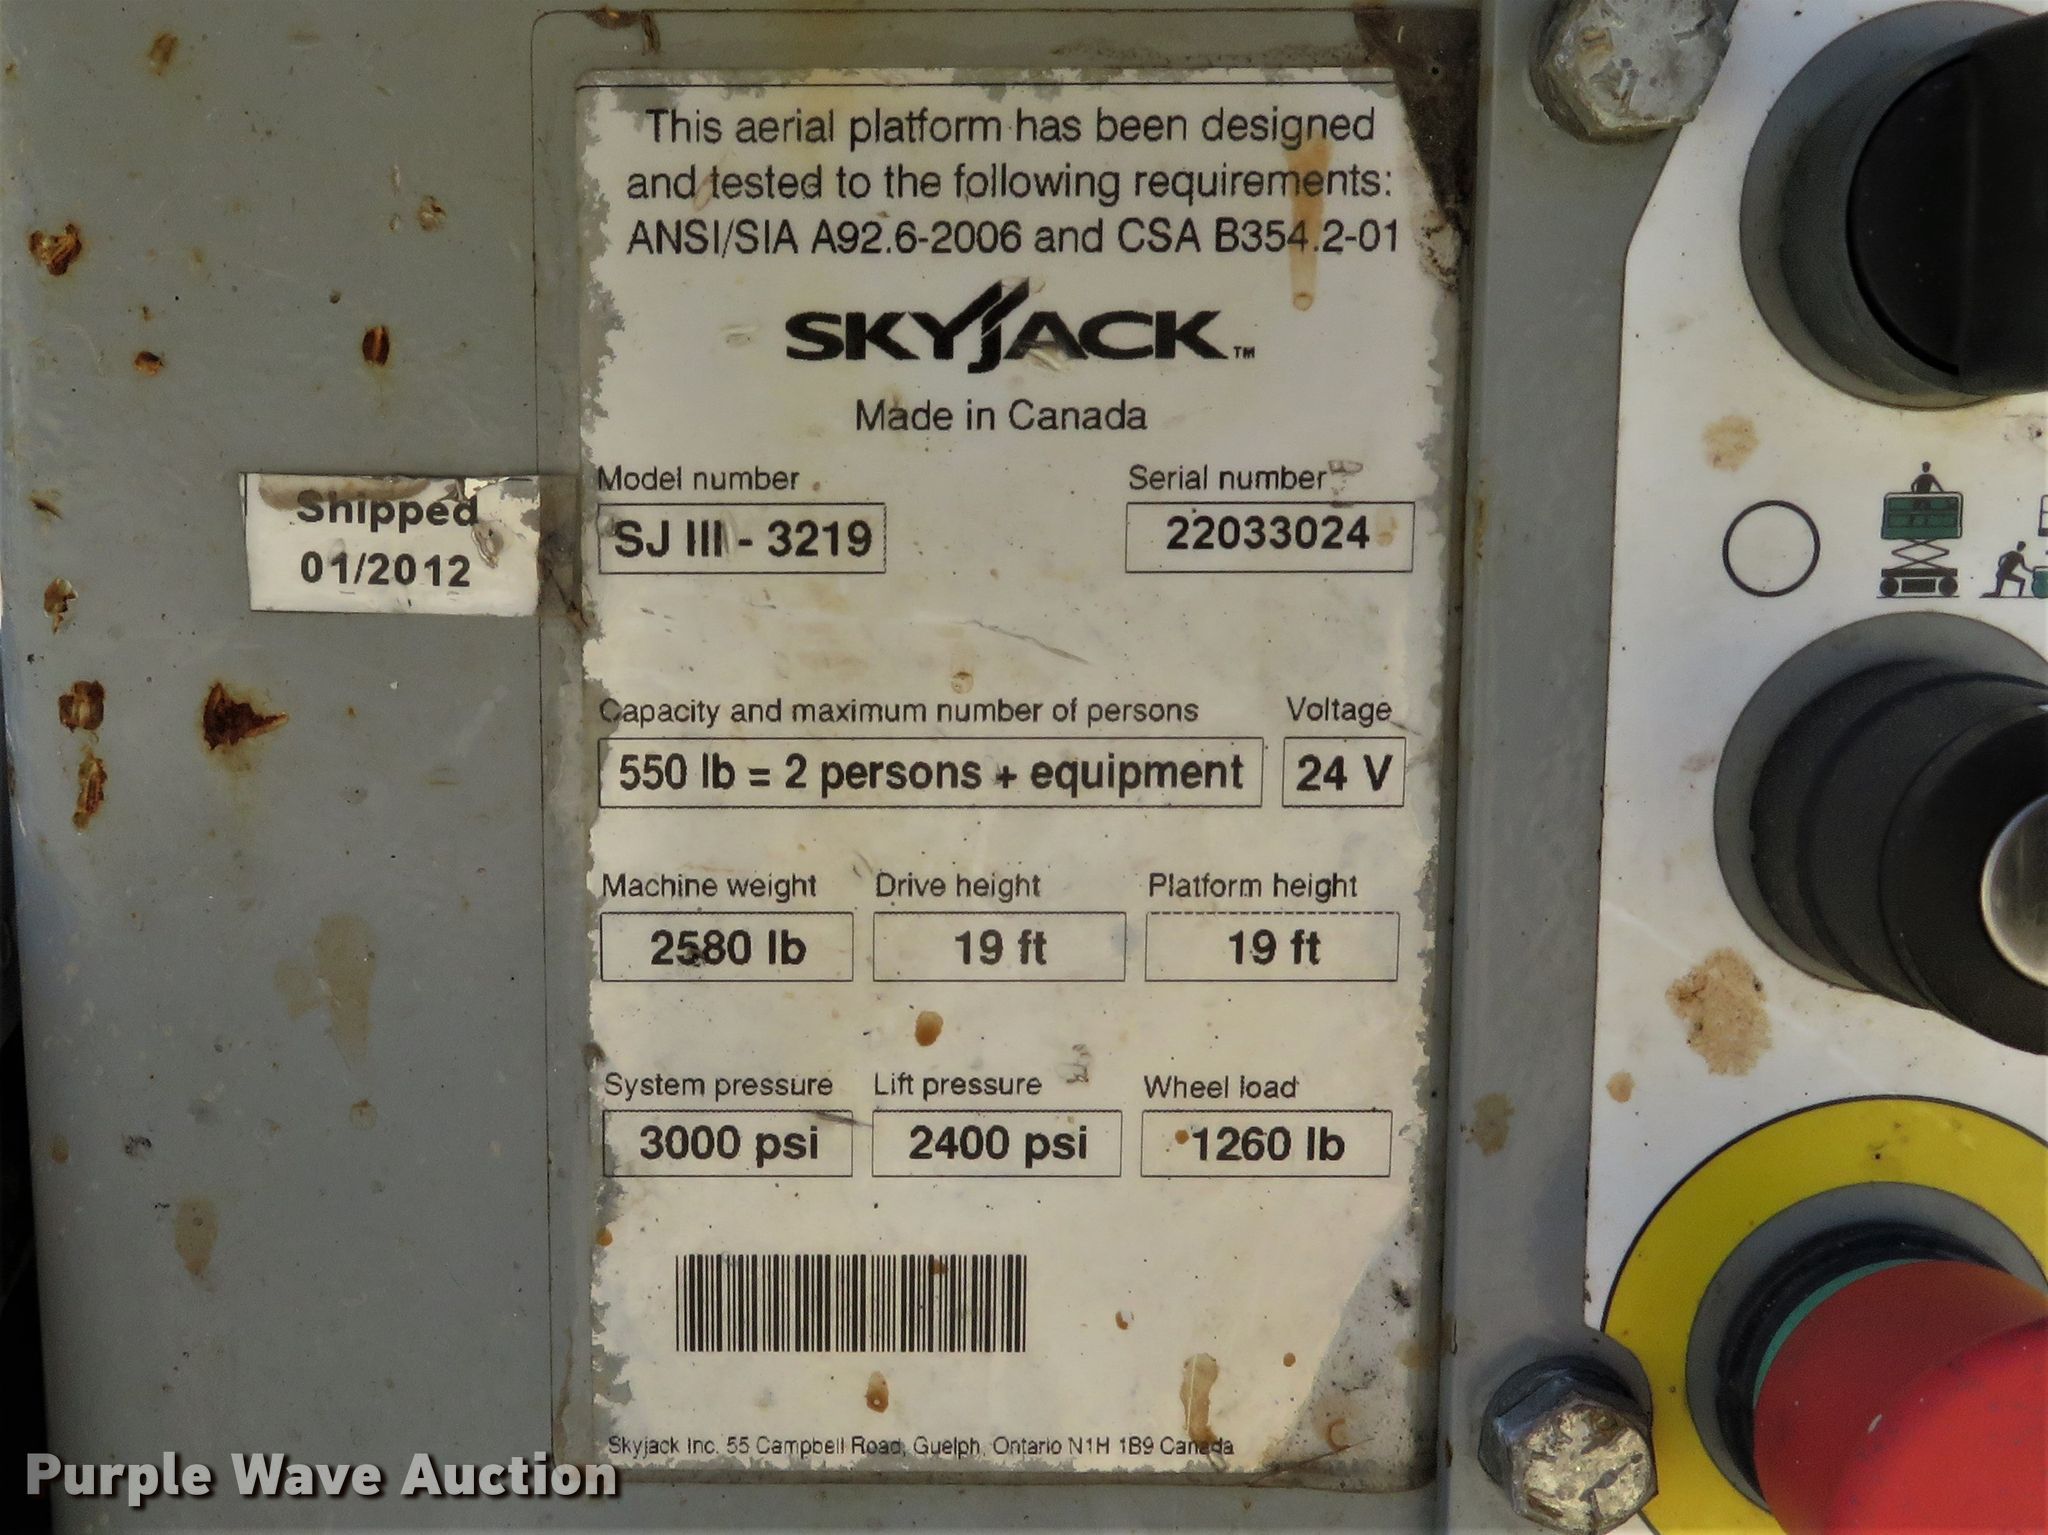 This aerial platform has been designed
and tested to the following requirements:
ANSI/SIA A92.6-2006 and CSA B354.2-01
SKYJACK™
Made in Canada
Model number
Serial number
SJ III - 3219
22033024
Shipped
01/2012
Capacity and maximum number of persons
Voltage
550 lb = 2 persons + equipment
24 V
Machine weight
Drive height
Platform height
2580 lb
19 ft
19 ft
System pressure
Lift pressure
Wheel load
3000 psi
2400 psi
1260 lb
Skyjack Inc. 55 Campbell Road, Guelph, Ontario N1H 1B9 Canada
Purple Wave Auction